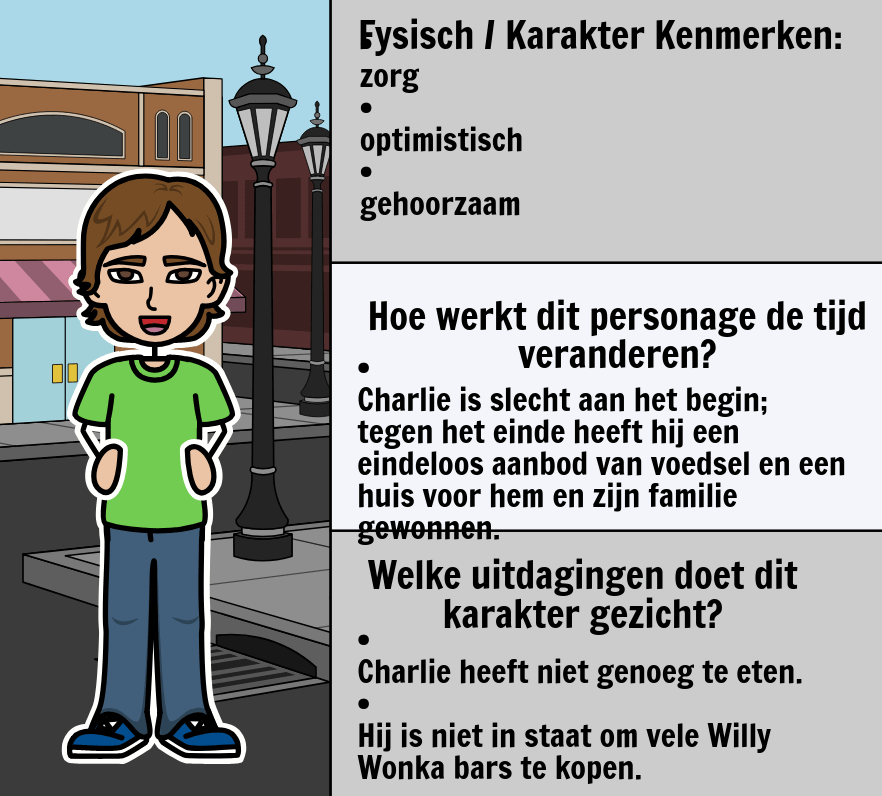 Fysisch / Karakter Kenmerken:
zorg
•
optimistisch
•
gehoorzaam
Hoe werkt dit personage de tijd
veranderen?
•
Charlie is slecht aan het begin;
tegen het einde heeft hij een
eindeloos aanbod van voedsel en een
huis voor hem en zijn familie
gewonnen.
Welke uitdagingen doet dit
karakter gezicht?
•
Charlie heeft niet genoeg te eten.
•
Hij is niet in staat om vele Willy
Wonka bars te kopen.